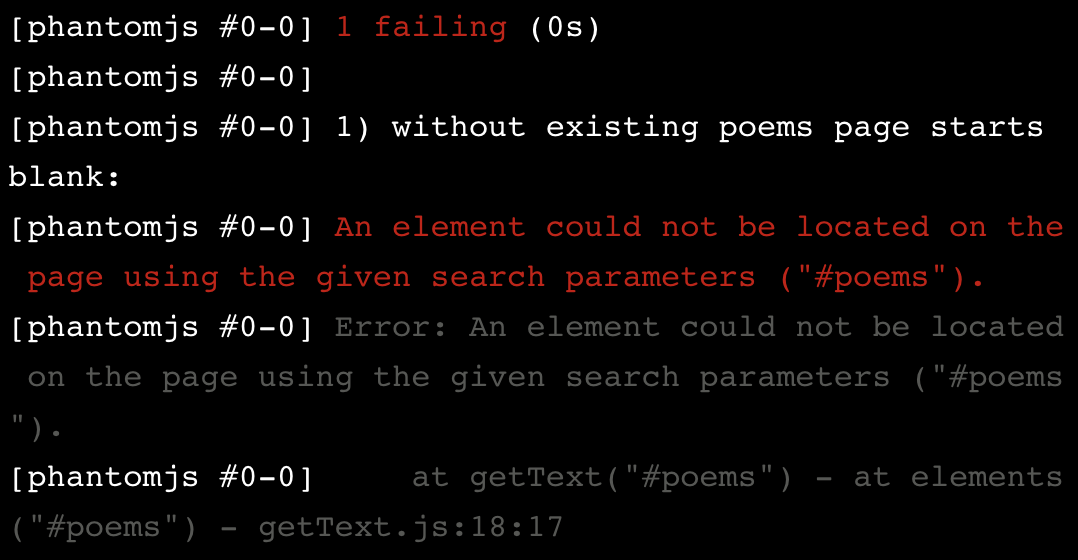 [phantomjs #0-0] 1 failing (0s)
[phantomjs #0-0]
[phantomjs #0-0] 1) without existing poems page starts
blank:
[phantomjs #0-0] An element could not be located on the
page using the given search parameters ("#poems").
[phantomjs #0-0] Error: An element could not be located
on the page using the given search parameters ("#poems
").
[phantomjs #0-0]     at getText("#poems") - at elements
("#poems") - getText.js:18:17